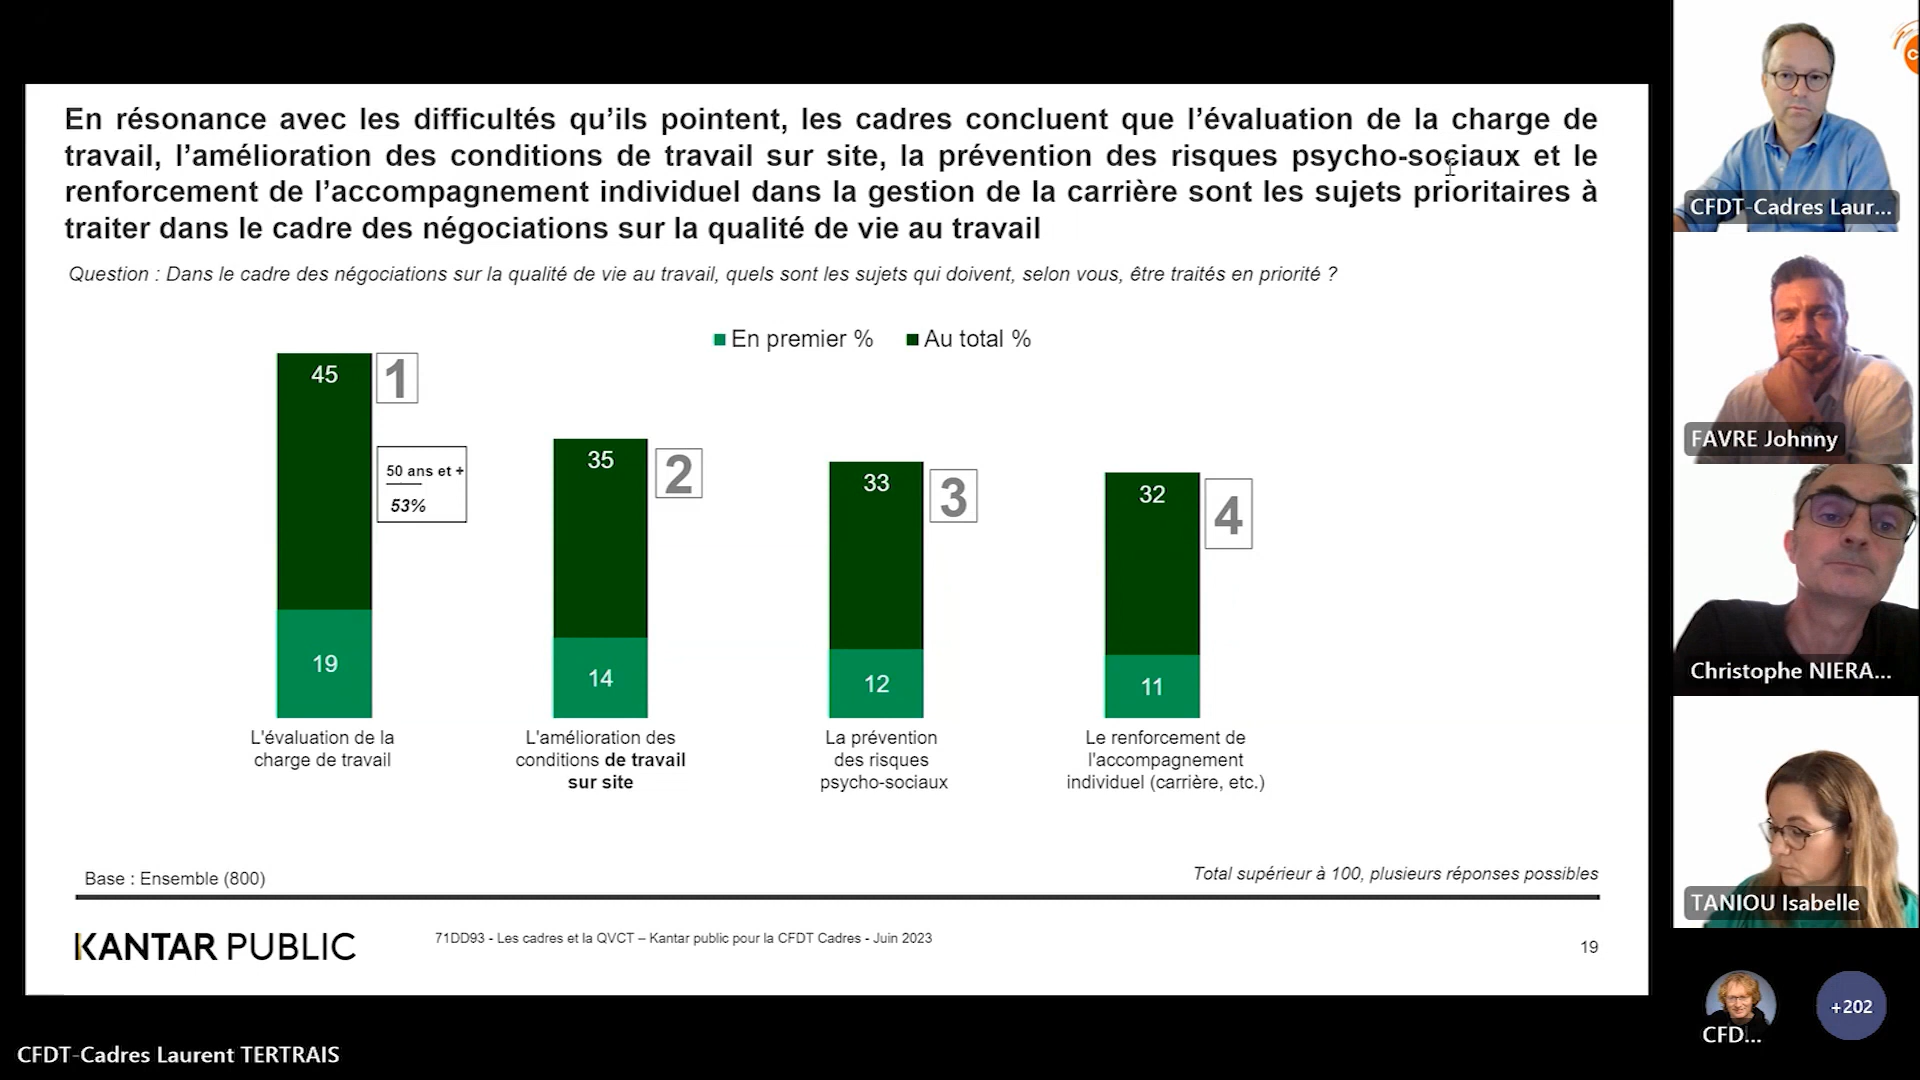 En résonance avec les difficultés qu’ils pointent, les cadres concluent que l’évaluation de la charge de
travail, l’amélioration des conditions de travail sur site, la prévention des risques psycho-sociaux et le
renforcement de l’accompagnement individuel dans la gestion de la carrière sont les sujets prioritaires à
traiter dans le cadre des négociations sur la qualité de vie au travail
Question : Dans le cadre des négociations sur la qualité de vie au travail, quels sont les sujets qui doivent, selon vous, être traités en priorité ?
En premier %
Au total %
45
1
50 ans et +
53%
19
L'évaluation de la
charge de travail
35
2
14
L'amélioration des
conditions de travail
sur site
33
3
12
La prévention
des risques
psycho-sociaux
32
4
11
Le renforcement de
l'accompagnement
individuel (carrière, etc.)
Base : Ensemble (800)
Total supérieur à 100, plusieurs réponses possibles
KANTAR PUBLIC
71DD93 - Les cadres et la QVCT – Kantar public pour la CFDT Cadres - Juin 2023
19
CFDT-Cadres Laurent TERTRAIS
C
CFDT-Cadres Laur...
FAVRE Johnny
Christophe NIERA...
TANIOU Isabelle
CFD...
+202